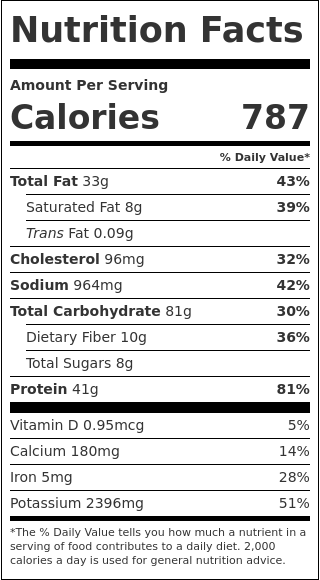 Nutrition Facts
Amount Per Serving
Calories 787
% Daily Value*
Total Fat 33g 43%
Saturated Fat 8g 39%
Trans Fat 0.09g
Cholesterol 96mg 32%
Sodium 964mg 42%
Total Carbohydrate 81g 30%
Dietary Fiber 10g 36%
Total Sugars 8g
Protein 41g 81%
Vitamin D 0.95mcg 5%
Calcium 180mg 14%
Iron 5mg 28%
Potassium 2396mg 51%
*The % Daily Value tells you how much a nutrient in a
serving of food contributes to a daily diet. 2,000
calories a day is used for general nutrition advice.